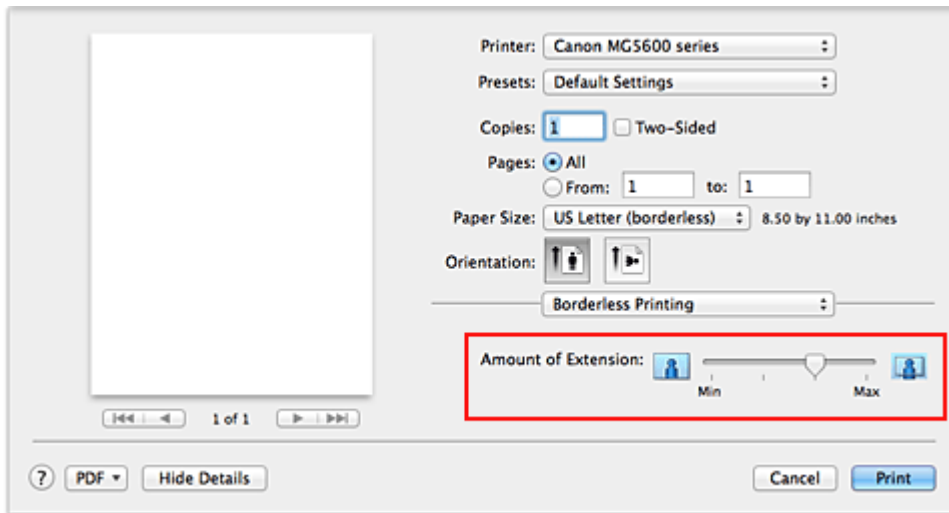 Printer: Canon MG5600 series
Presets: Default Settings
Copies: 1 Two-Sided
Pages: All
From: 1 to: 1
Paper Size: US Letter (borderless) 8.50 by 11.00 inches
Orientation:
Borderless Printing
Amount of Extension:
Min Max
1 of 1
? PDF Hide Details Cancel Print